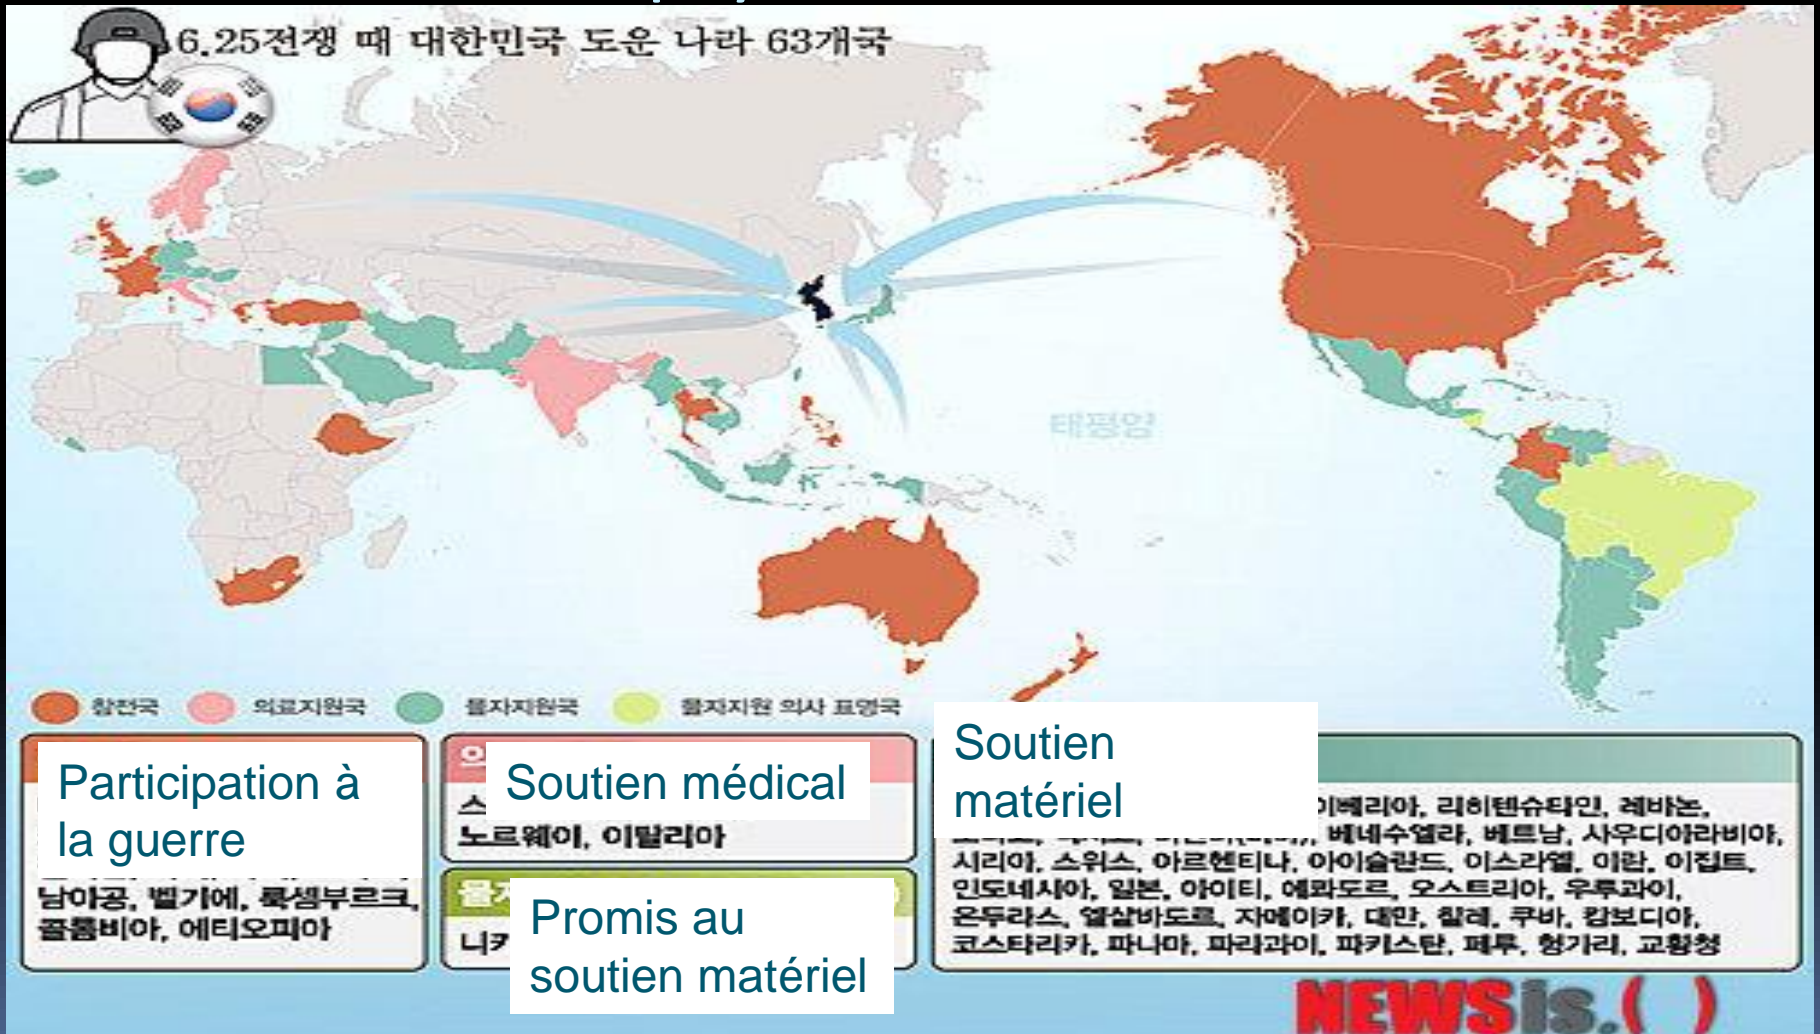 6.25전쟁 때 대한민국 도운 나라 63개국
태평양
참전국 의료지원국 물자지원국 물자지원 의사 표명국
Participation à
la guerre
남아공, 벨기에, 룩셈부르크,
콜롬비아, 에티오피아
Soutien médical
노르웨이, 이탈리아
Promis au
soutien matériel
Soutien
matériel
리히텐슈타인, 레바논,
베네수엘라, 베트남, 사우디아라비아,
시리아, 스위스, 아르헨티나, 아이슬란드, 이스라엘, 이란, 이집트,
인도네시아, 일본, 아이티, 에콰도르, 오스트리아, 우루과이,
온두라스, 엘살바도르, 자메이카, 대만, 칠레, 쿠바, 캄보디아,
코스타리카, 파나마, 파라과이, 파키스탄, 페루, 헝가리, 교황청
NEWSis.( )